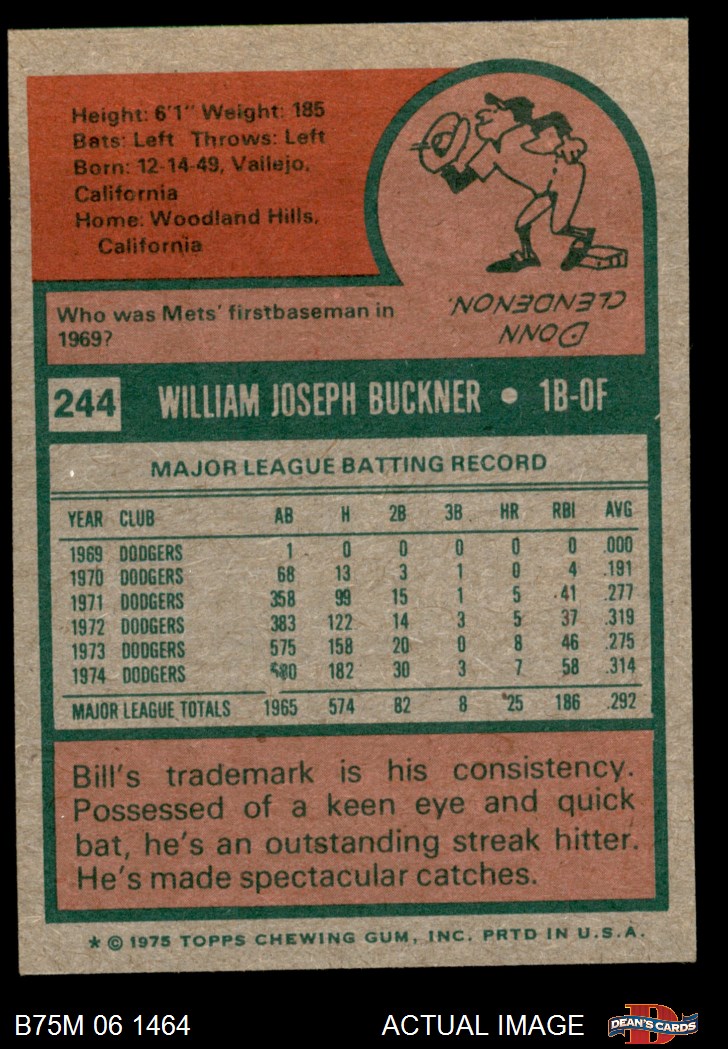 Height: 6'1" Weight: 185
Bats: Left Throws: Left
Born: 12-14-49, Vallejo,
California
Home: Woodland Hills,
California
Who was Mets' firstbaseman in
1969?
DONN
CLENDENON.
244 WILLIAM JOSEPH BUCKNER • 1B-OF
MAJOR LEAGUE BATTING RECORD
YEAR CLUB AB H 2B 3B HR RBI AVG
1969 DODGERS 1 0 0 0 0 0 .000
1970 DODGERS 68 13 3 1 0 4 .191
1971 DODGERS 358 99 15 1 5 41 .277
1972 DODGERS 383 122 14 3 5 37 .319
1973 DODGERS 575 158 20 0 8 46 .275
1974 DODGERS 182 30 3 7 58 .314
MAJOR LEAGUE TOTALS 1965 574 82 8 25 186 .292
Bill's trademark is his consistency.
Possessed of a keen eye and quick
bat, he's an outstanding streak hitter.
He's made spectacular catches.
* © 1975 TOPPS CHEWING GUM, INC. PRTD IN U.S.A.
B75M 06 1464 ACTUAL IMAGE DEAN'S CARDS